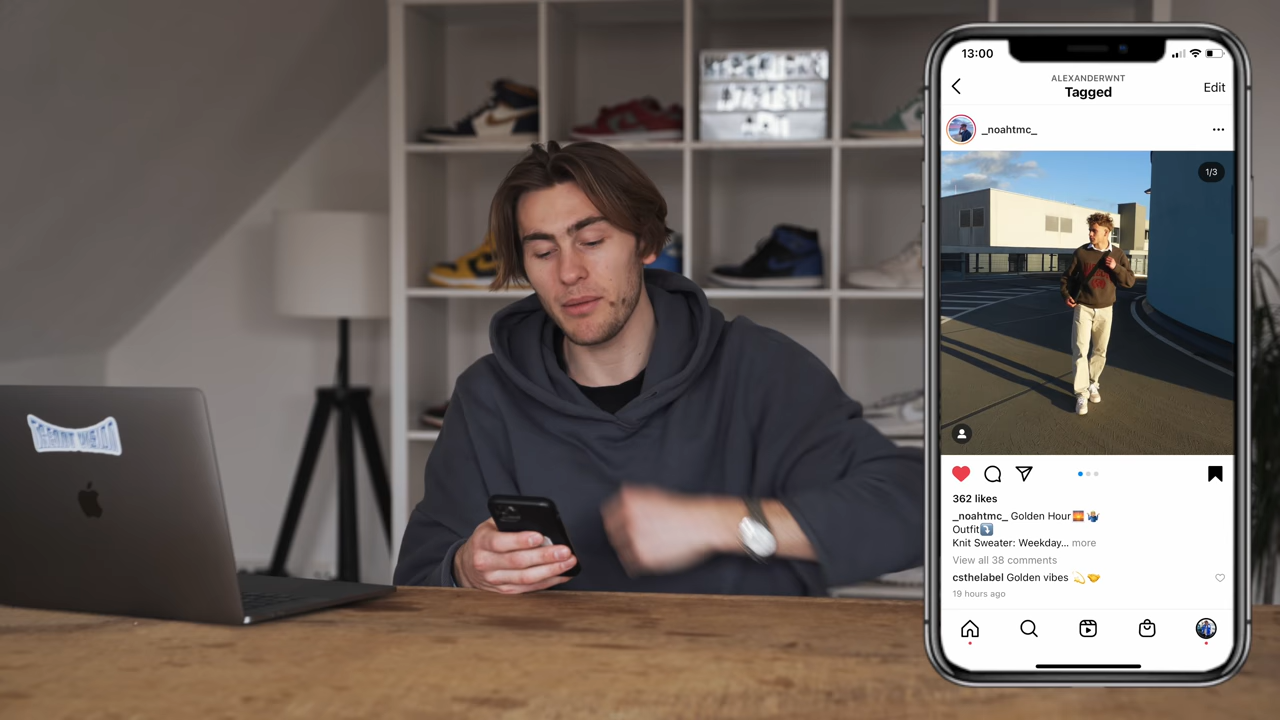 13:00
ALEXANDERWNT
Tagged
Edit
_noahtmc_
1/3
362 likes
_noahtmc_ Golden Hour🌇🤷‍♂️
Outfit⤵️
Knit Sweater: Weekday... more
View all 38 comments
csthelabel Golden vibes 💫🤝
19 hours ago